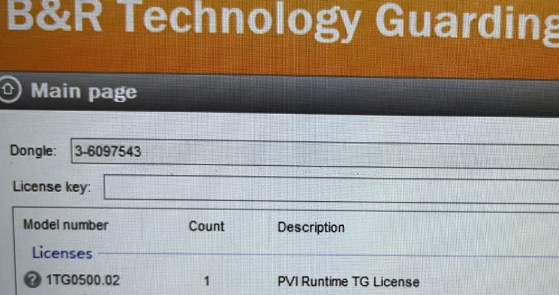 B&R Technology Guarding
Main page
Dongle: 3-6097543
License key:
Model number Count Description
Licenses
1TG0500.02 1 PVI Runtime TG License